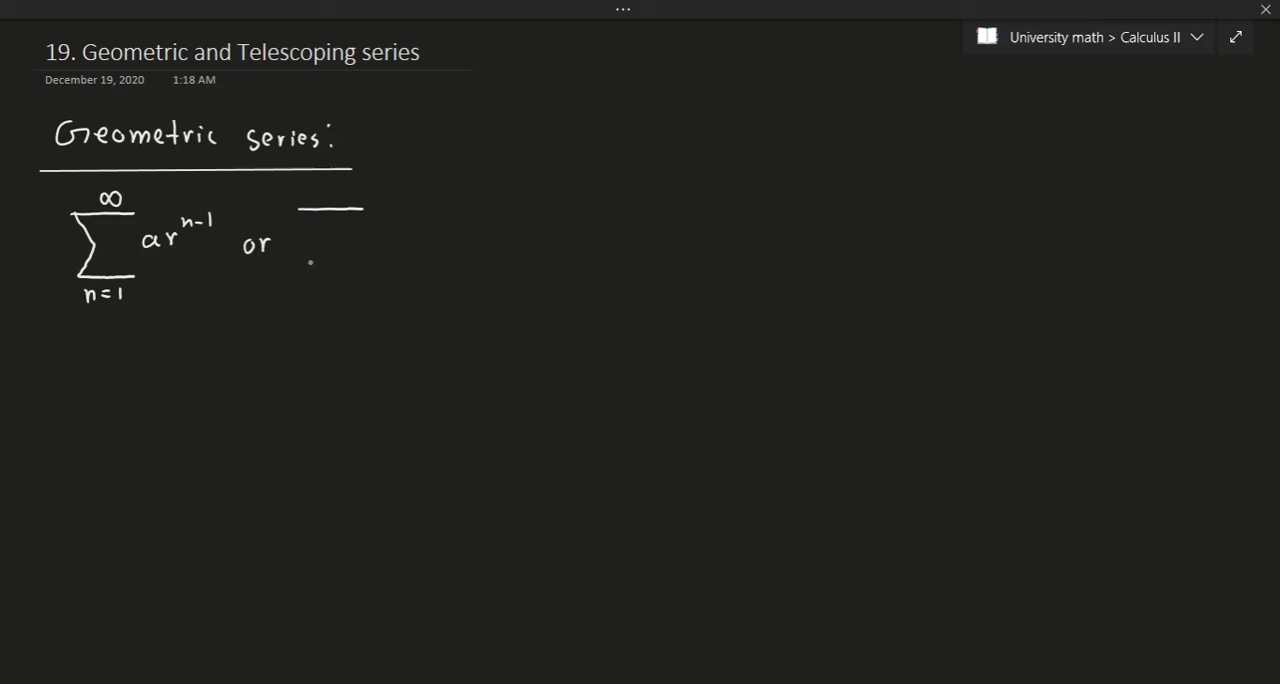 19. Geometric and Telescoping series
University math > Calculus II
December 19, 2020 1:18 AM
Geometric series:
∞
∑ ar^{n-1} or
n=1